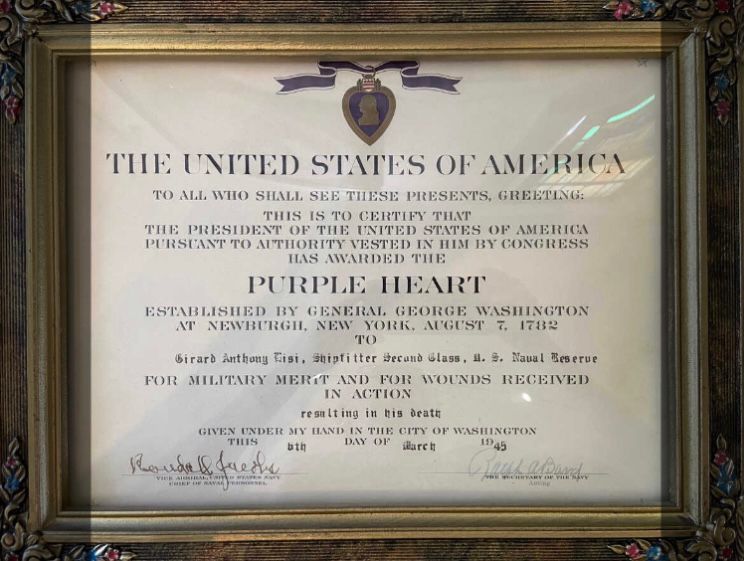 THE UNITED STATES OF AMERICA
TO ALL WHO SHALL SEE THESE PRESENTS, GREETING:
THIS IS TO CERTIFY THAT
THE PRESIDENT OF THE UNITED STATES OF AMERICA
PURSUANT TO AUTHORITY VESTED IN HIM BY CONGRESS
HAS AWARDED THE
PURPLE HEART
ESTABLISHED BY GENERAL GEORGE WASHINGTON
AT NEWBURGH, NEW YORK, AUGUST 7, 1782
TO
Girard Anthony Lisi, Shipfitter Second Class, U. S. Naval Reserve
FOR MILITARY MERIT AND FOR WOUNDS RECEIVED
IN ACTION
resulting in his death
GIVEN UNDER MY HAND IN THE CITY OF WASHINGTON
THIS 6th DAY OF March 1945
VICE ADMIRAL, UNITED STATES NAVY
CHIEF OF NAVAL PERSONNEL
THE SECRETARY OF THE NAVY
Acting